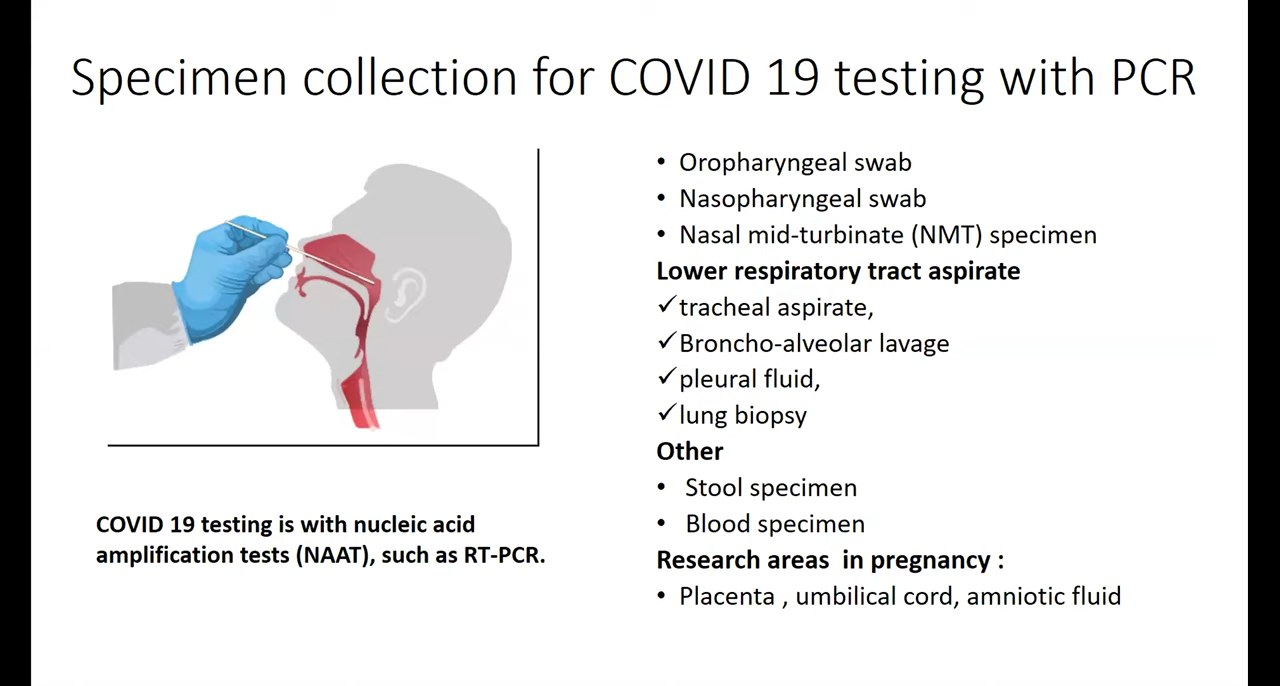 Specimen collection for COVID 19 testing with PCR
• Oropharyngeal swab
• Nasopharyngeal swab
• Nasal mid-turbinate (NMT) specimen
Lower respiratory tract aspirate
✓tracheal aspirate,
✓Broncho-alveolar lavage
✓pleural fluid,
✓lung biopsy
Other
• Stool specimen
• Blood specimen
Research areas in pregnancy :
• Placenta , umbilical cord, amniotic fluid
COVID 19 testing is with nucleic acid
amplification tests (NAAT), such as RT-PCR.